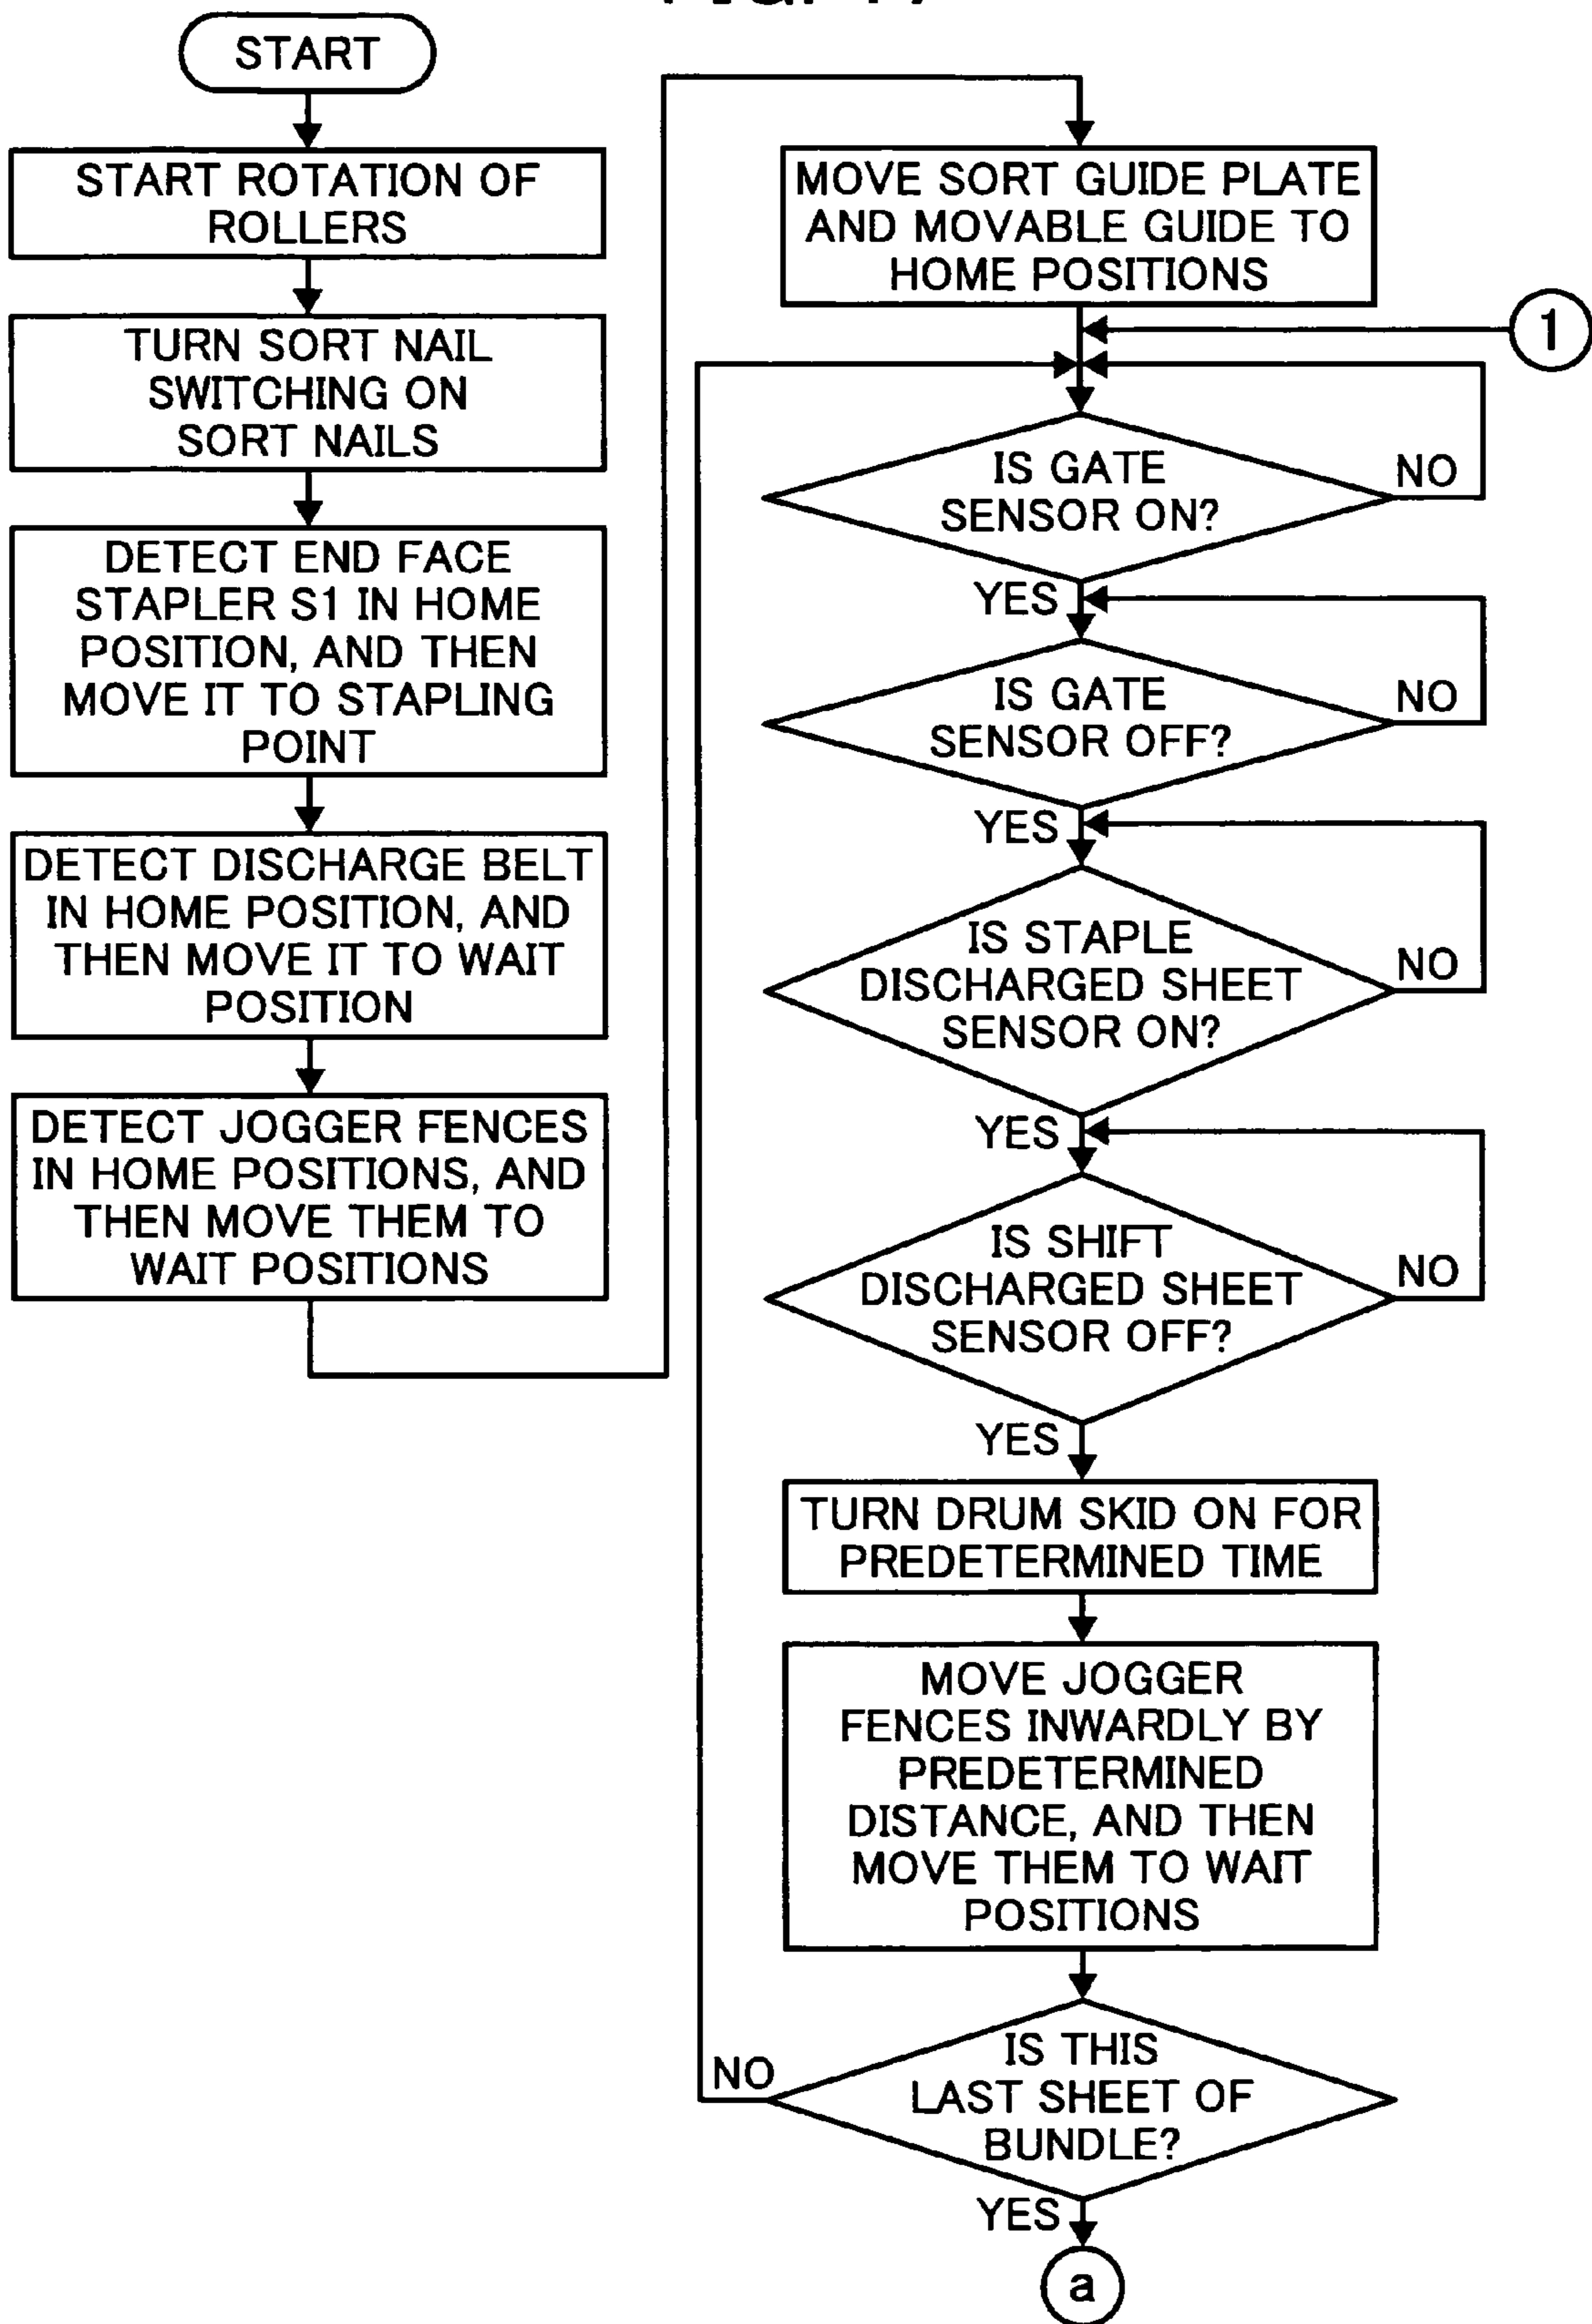 START
START ROTATION OF
ROLLERS
TURN SORT NAIL
SWITCHING ON
SORT NAILS
DETECT END FACE
STAPLER S1 IN HOME
POSITION, AND THEN
MOVE IT TO STAPLING
POINT
DETECT DISCHARGE BELT
IN HOME POSITION, AND
THEN MOVE IT TO WAIT
POSITION
DETECT JOGGER FENCES
IN HOME POSITIONS, AND
THEN MOVE THEM TO
WAIT POSITIONS
MOVE SORT GUIDE PLATE
AND MOVABLE GUIDE TO
HOME POSITIONS
1
IS GATE
SENSOR ON?
NO
YES
IS GATE
SENSOR OFF?
NO
YES
IS STAPLE
DISCHARGED SHEET
SENSOR ON?
NO
YES
IS SHIFT
DISCHARGED SHEET
SENSOR OFF?
NO
YES
TURN DRUM SKID ON FOR
PREDETERMINED TIME
MOVE JOGGER
FENCES INWARDLY BY
PREDETERMINED
DISTANCE, AND THEN
MOVE THEM TO WAIT
POSITIONS
IS THIS
LAST SHEET OF
BUNDLE?
NO
YES
a